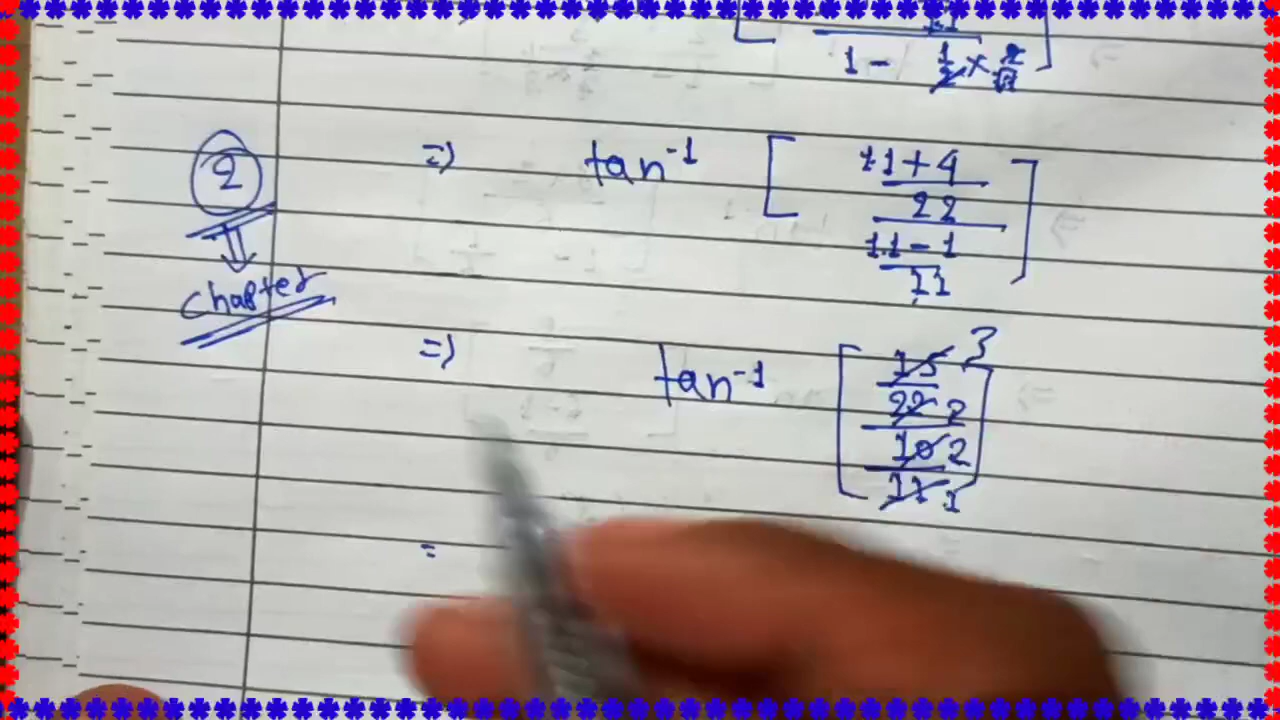 11
1 - 1/2 × 2/11
2 => tan⁻¹ [ 11+4
22
11-1
11 ]
chapter
=> tan⁻¹ [ 15 3
22 2
10 2
11 1 ]
=